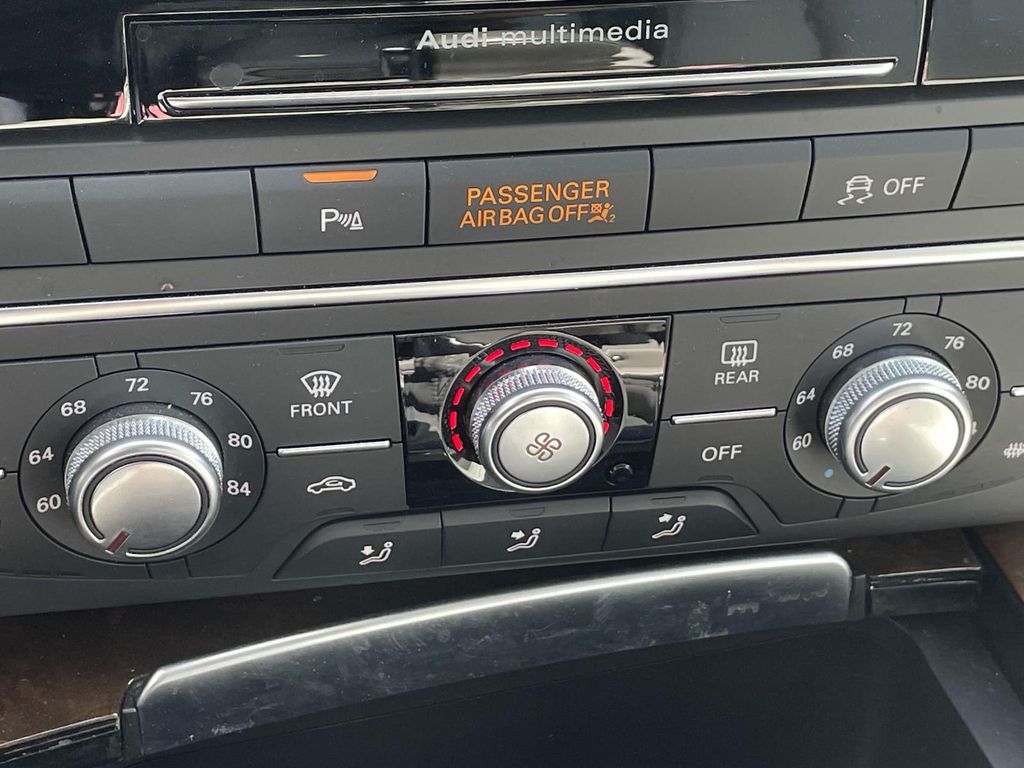 Audi multimedia
P
PASSENGER
AIR BAG OFF 2
OFF
60 64 68 72 76 80 84
FRONT
REAR
OFF
60 64 68 72 76 80